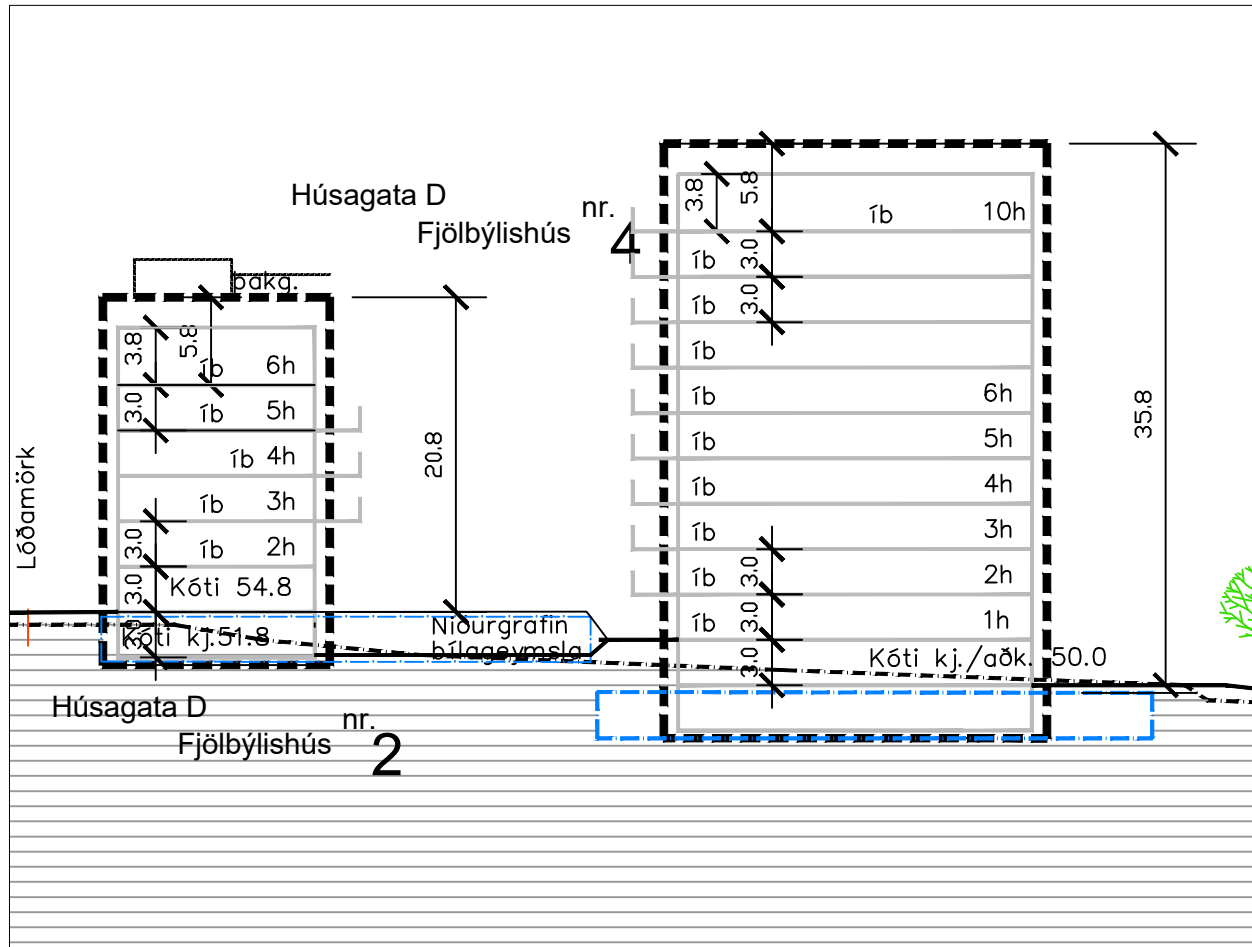 Húsagata D
nr.
Fjölbýlishús
4
þakg.
3.8
5.8
íb 6h
3.0
íb 5h
íb 4h
íb 3h
3.0
íb 2h
3.0
Kóti 54.8
3.0
Kóti kj.51.8
20.8
Lóðamörk
Niðurgrafin
bílageymsla
Húsagata D
nr.
Fjölbýlishús
2
3.8
5.8
íb 10h
íb
3.0
íb
3.0
íb
íb 6h
íb 5h
íb 4h
íb 3h
3.0
íb 2h
3.0
íb 1h
3.0
Kóti kj./aðk. 50.0
35.8